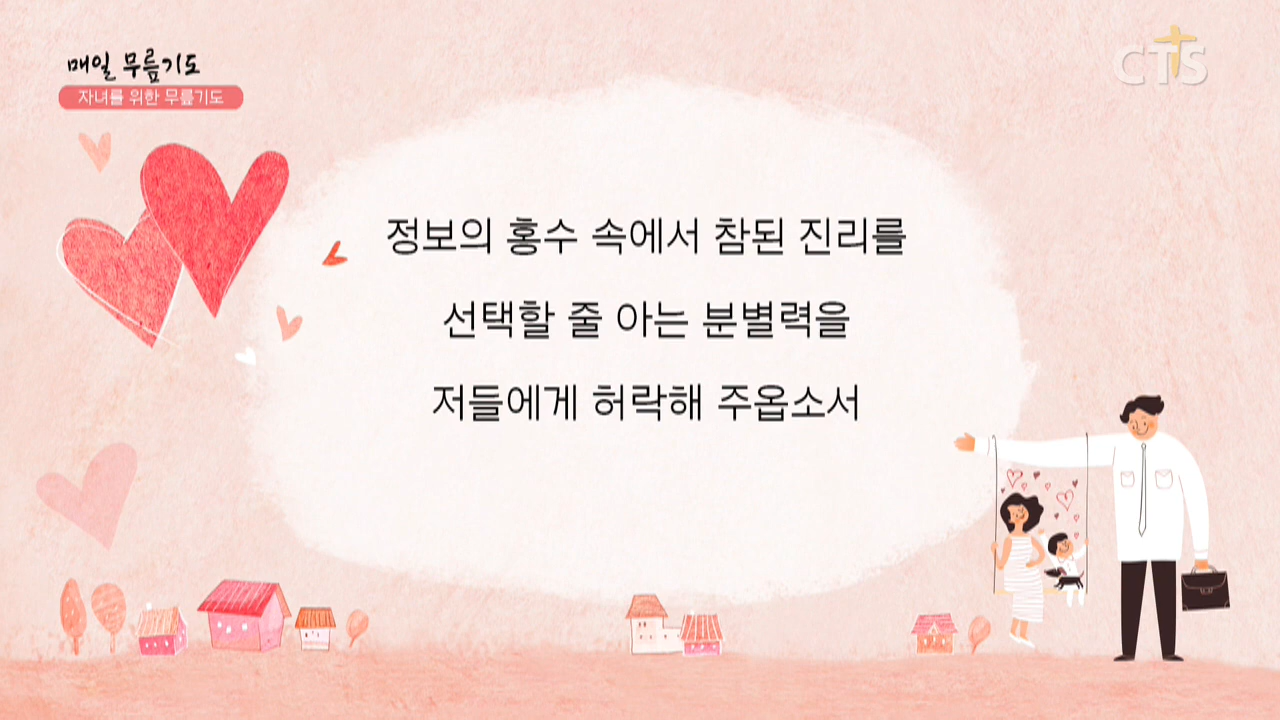 매일 무릎기도
자녀를 위한 무릎기도
CTS
정보의 홍수 속에서 참된 진리를
선택할 줄 아는 분별력을
저들에게 허락해 주옵소서